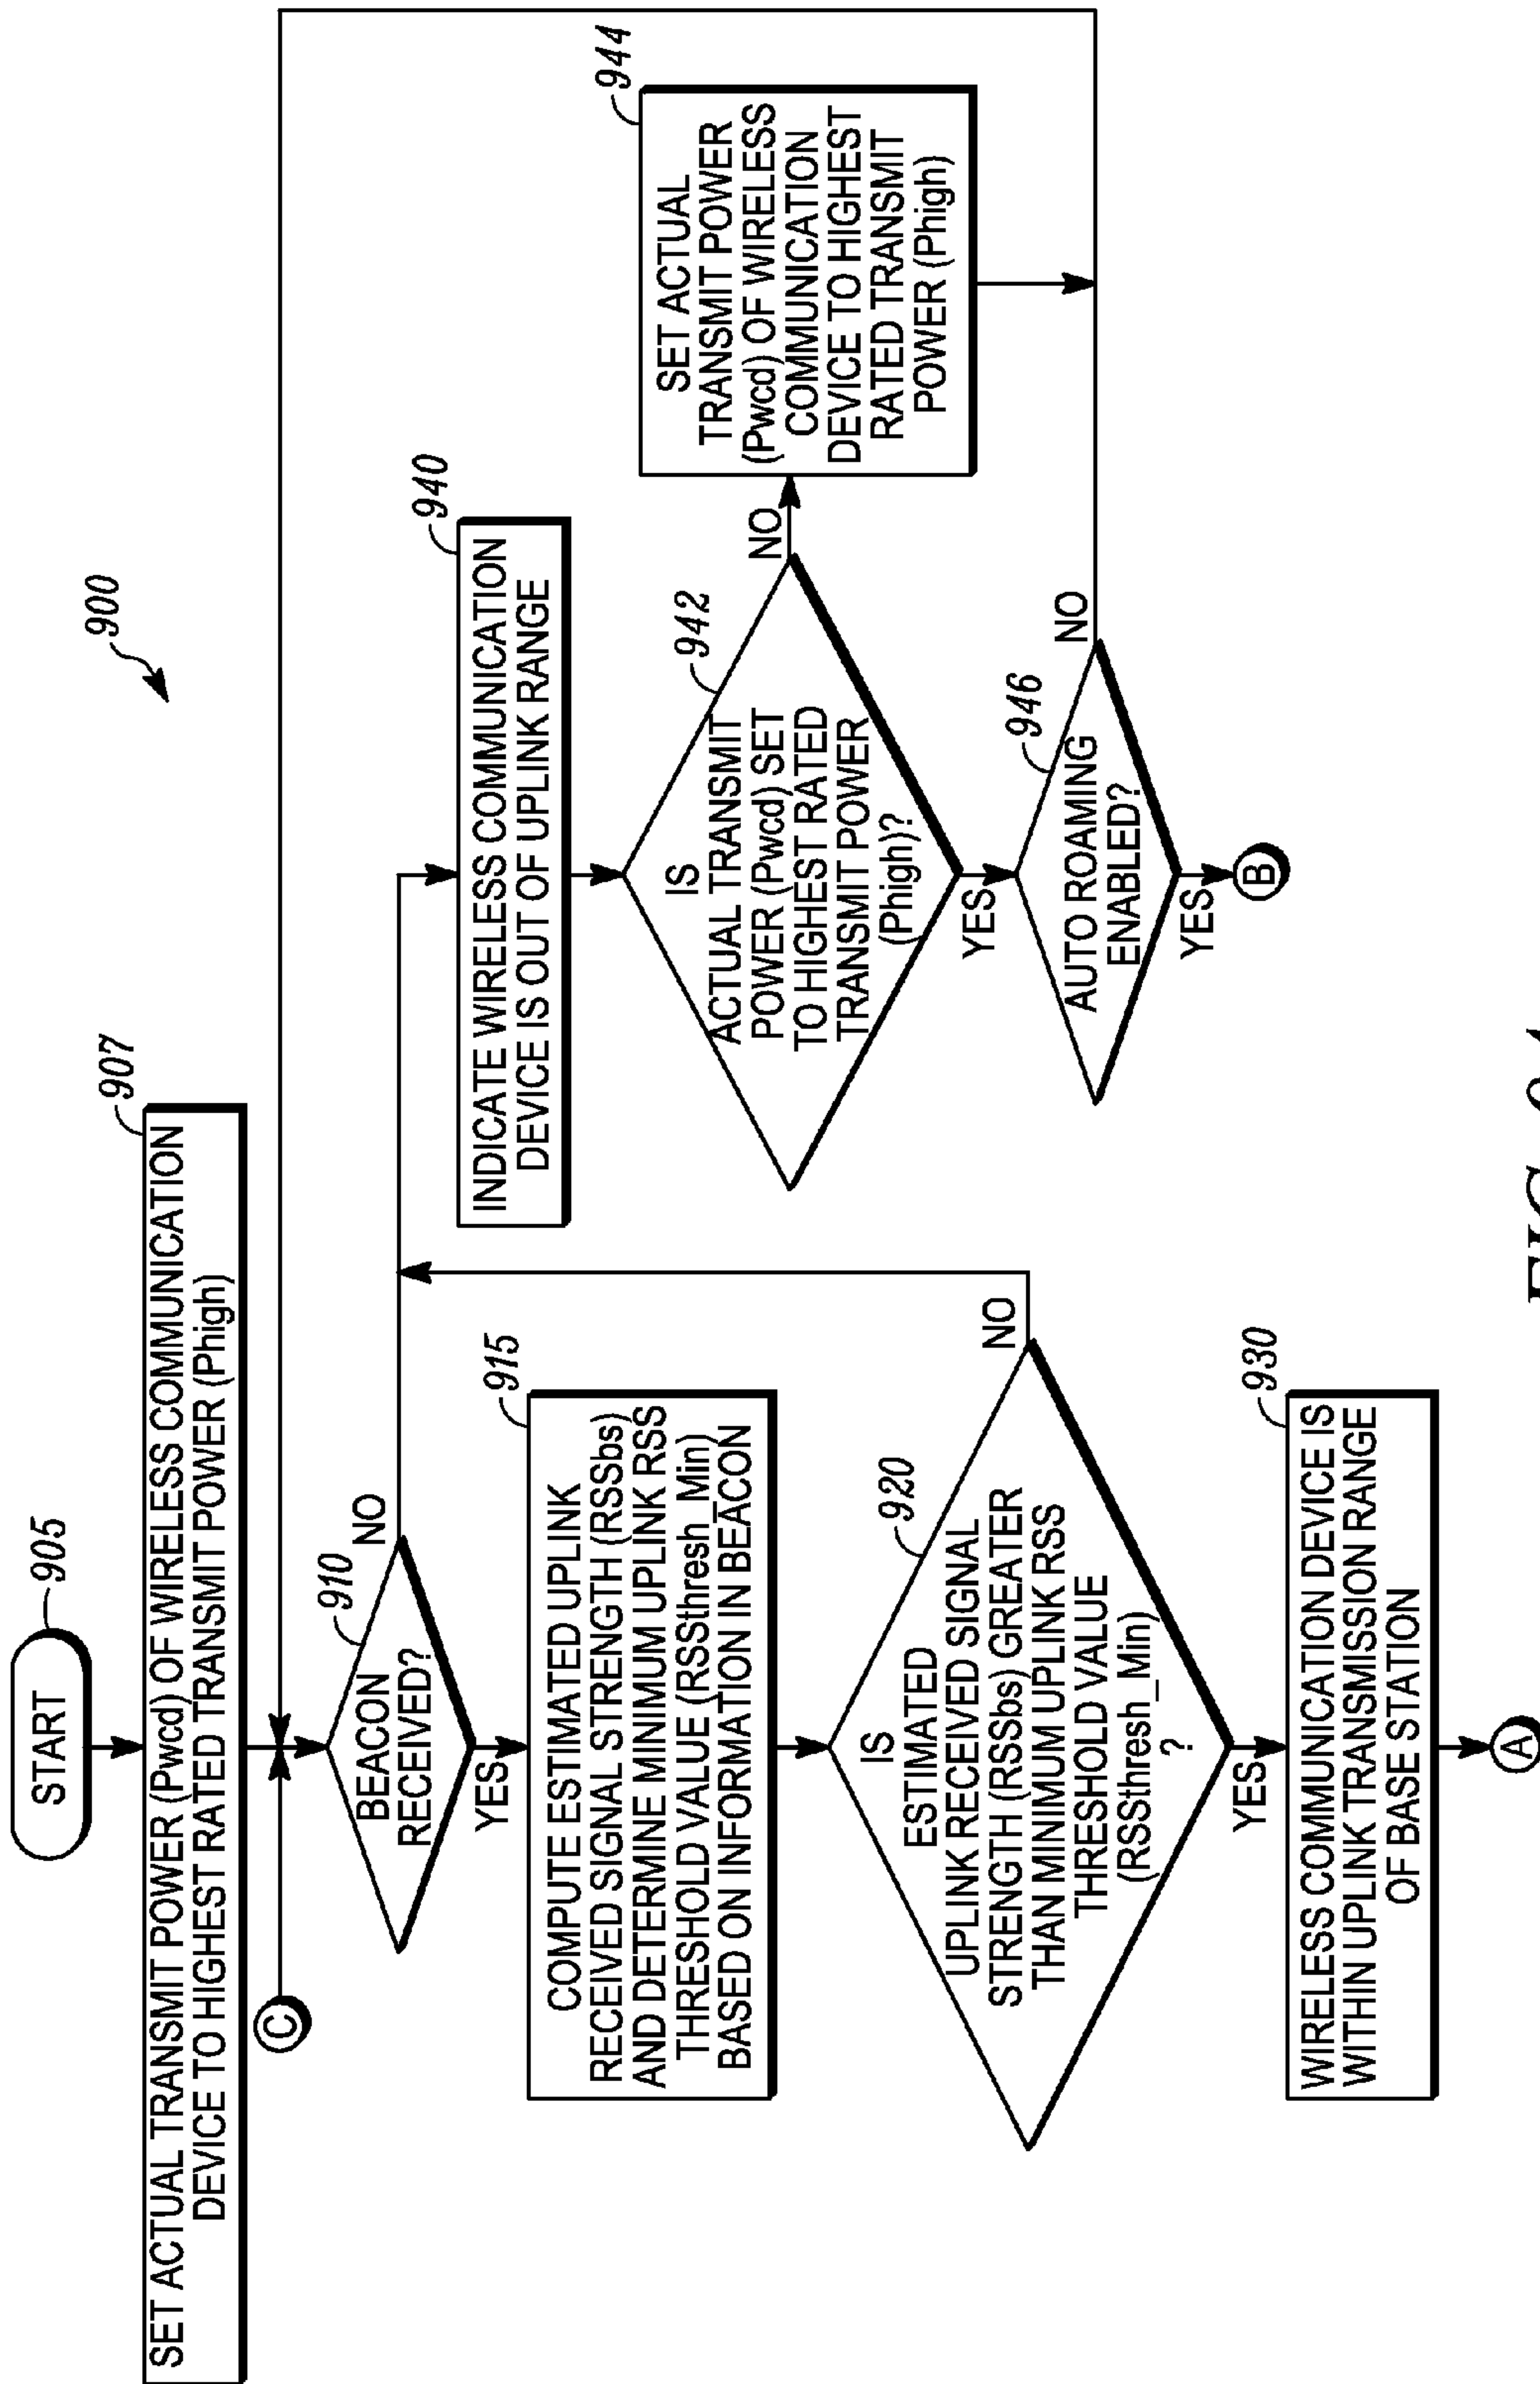 900
START
905
SET ACTUAL TRANSMIT POWER (Pwcd) OF WIRELESS COMMUNICATION
DEVICE TO HIGHEST RATED TRANSMIT POWER (Phigh)
907
C
BEACON
RECEIVED?
910
NO
YES
COMPUTE ESTIMATED UPLINK
RECEIVED SIGNAL STRENGTH (RSSbs)
AND DETERMINE MINIMUM UPLINK RSS
THRESHOLD VALUE (RSSthresh_Min)
BASED ON INFORMATION IN BEACON
915
IS
ESTIMATED
UPLINK RECEIVED SIGNAL
STRENGTH (RSSbs) GREATER
THAN MINIMUM UPLINK RSS
THRESHOLD VALUE
(RSSthresh_Min)
?
920
NO
YES
WIRELESS COMMUNICATION DEVICE IS
WITHIN UPLINK TRANSMISSION RANGE
OF BASE STATION
930
A
INDICATE WIRELESS COMMUNICATION
DEVICE IS OUT OF UPLINK RANGE
940
IS
ACTUAL TRANSMIT
POWER (Pwcd) SET
TO HIGHEST RATED
TRANSMIT POWER
(Phigh)?
942
NO
YES
SET ACTUAL
TRANSMIT POWER
(Pwcd) OF WIRELESS
COMMUNICATION
DEVICE TO HIGHEST
RATED TRANSMIT
POWER (Phigh)
944
AUTO ROAMING
ENABLED?
946
NO
YES
B